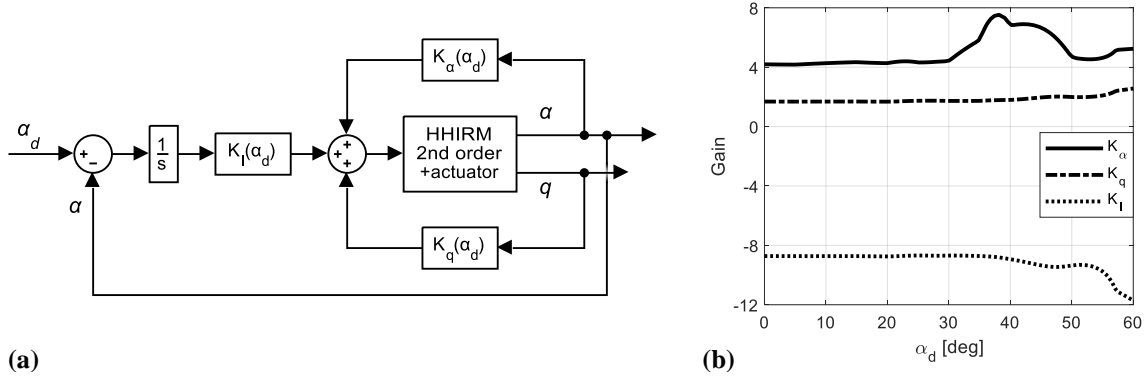 (a)
α_d
+
−
α
1
s
K_I(α_d)
K_α(α_d)
+
+
+
HHIRM
2nd order
+actuator
α
q
K_q(α_d)
(b)
Gain
8
4
0
-4
-8
-12
0 10 20 30 40 50 60
α_d [deg]
K_α
K_q
K_I